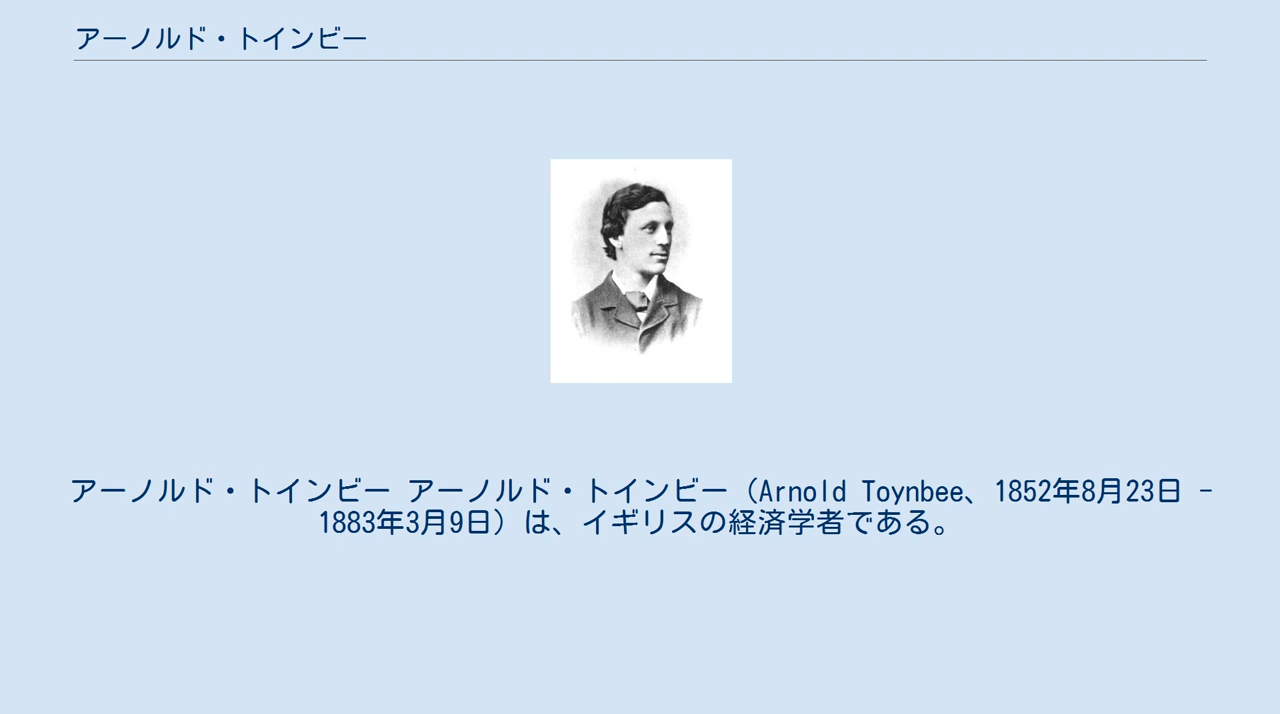 アーノルド・トインビー
アーノルド・トインビー アーノルド・トインビー（Arnold Toynbee、1852年8月23日 -
1883年3月9日）は、イギリスの経済学者である。